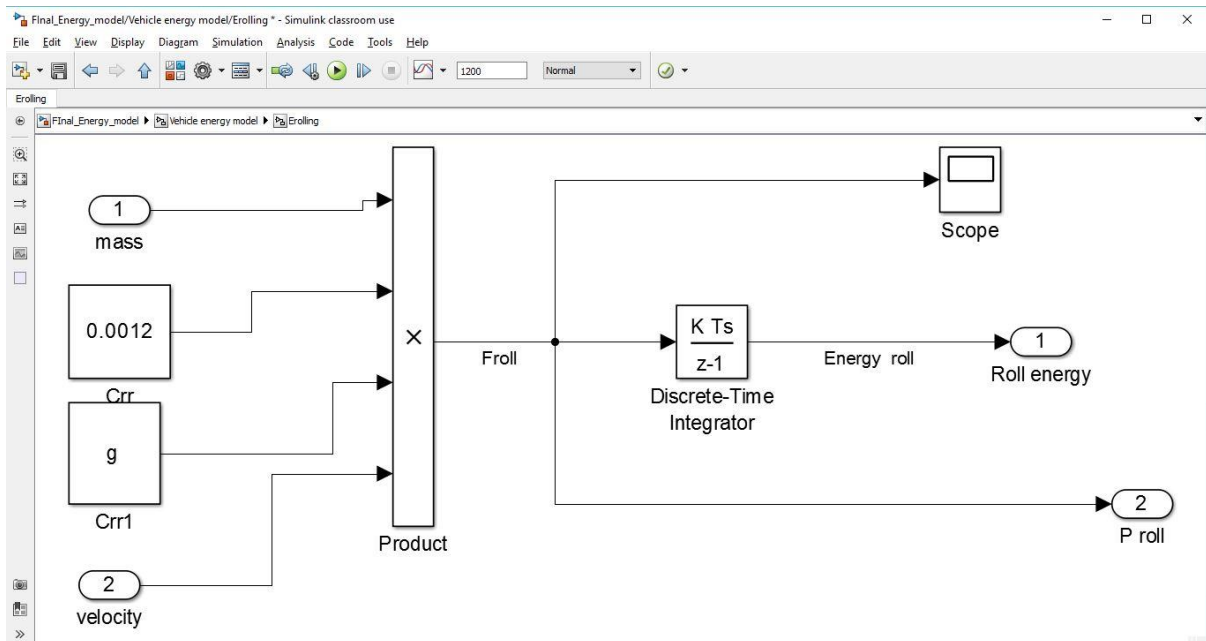 FInal_Energy_model/Vehicle energy model/Erolling * - Simulink classroom use
File Edit View Display Diagram Simulation Analysis Code Tools Help
1200 Normal
Erolling
FInal_Energy_model Vehicle energy model Erolling
1
mass
0.0012
Crr
g
Crr1
2
velocity
×
Product
Froll
Scope
K Ts
z-1
Discrete-Time
Integrator
Energy roll
1
Roll energy
2
P roll